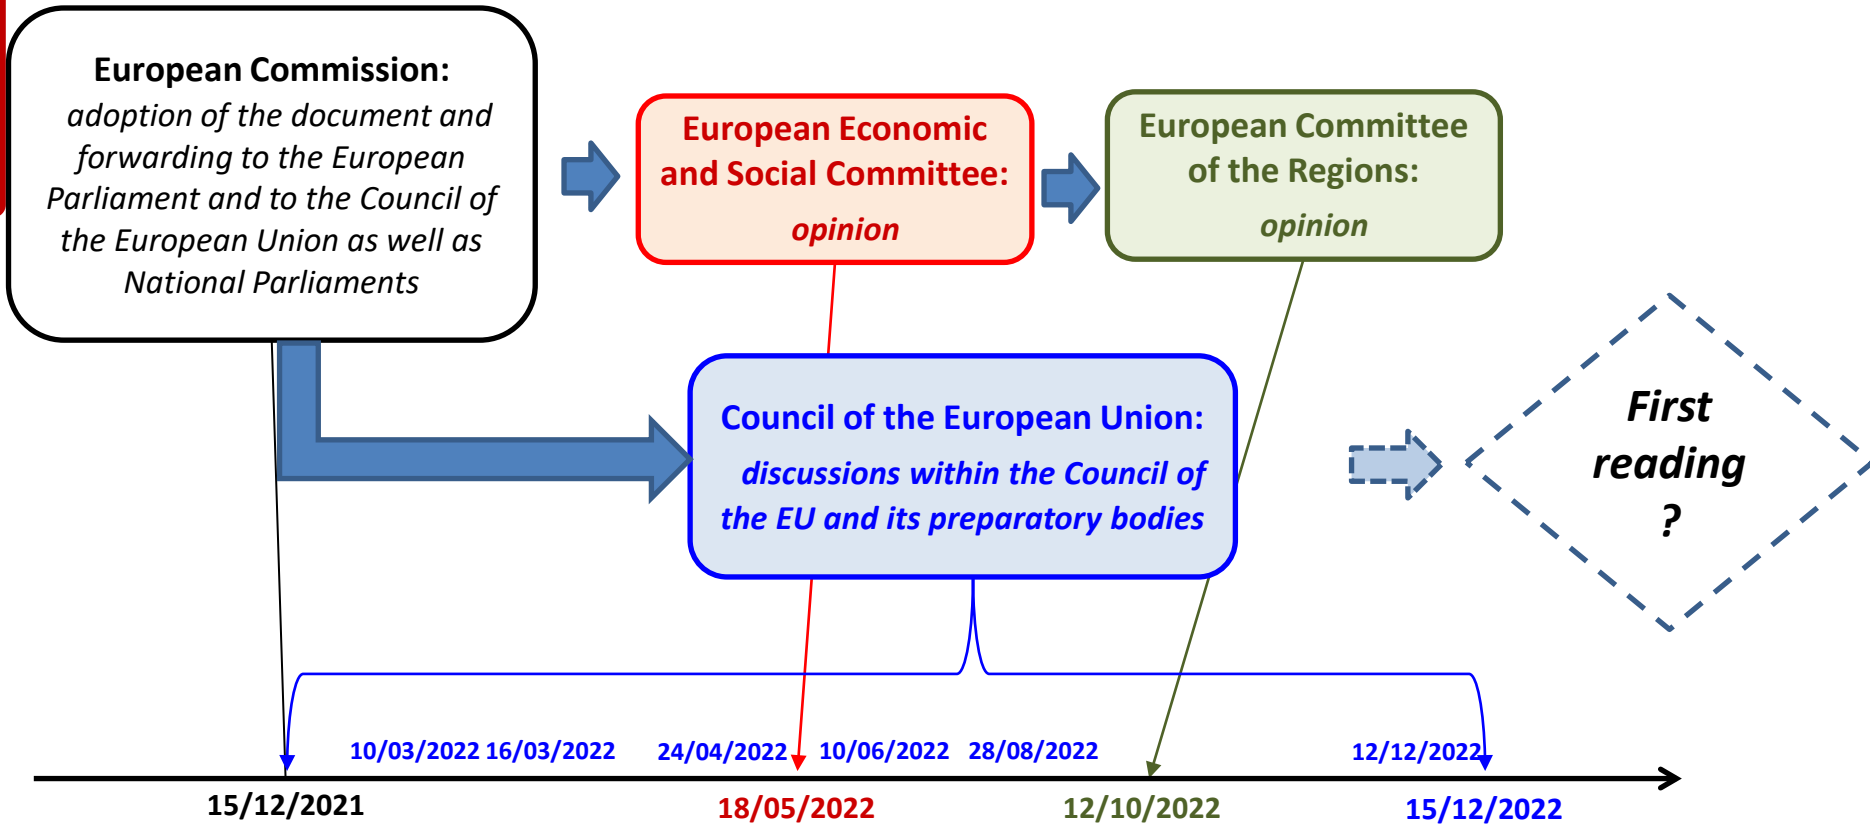 European Commission:
adoption of the document and
forwarding to the European
Parliament and to the Council of
the European Union as well as
National Parliaments
European Economic
and Social Committee:
opinion
European Committee
of the Regions:
opinion
Council of the European Union:
discussions within the Council of
the EU and its preparatory bodies
First
reading
?
10/03/2022 16/03/2022 24/04/2022 10/06/2022 28/08/2022 12/12/2022
15/12/2021 18/05/2022 12/10/2022 15/12/2022